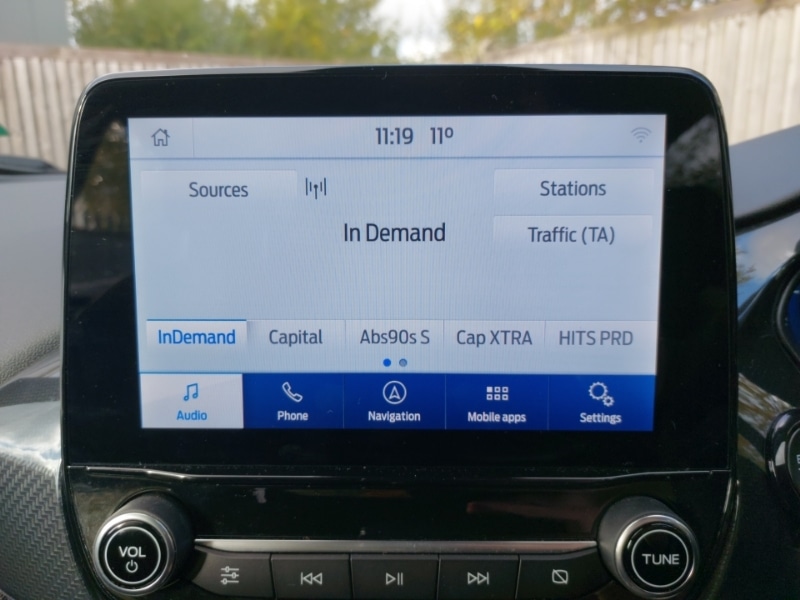 11:19 11º
Sources Stations
In Demand Traffic (TA)
InDemand Capital Abs90s S Cap XTRA HITS PRD
Audio Phone Navigation Mobile apps Settings
VOL TUNE